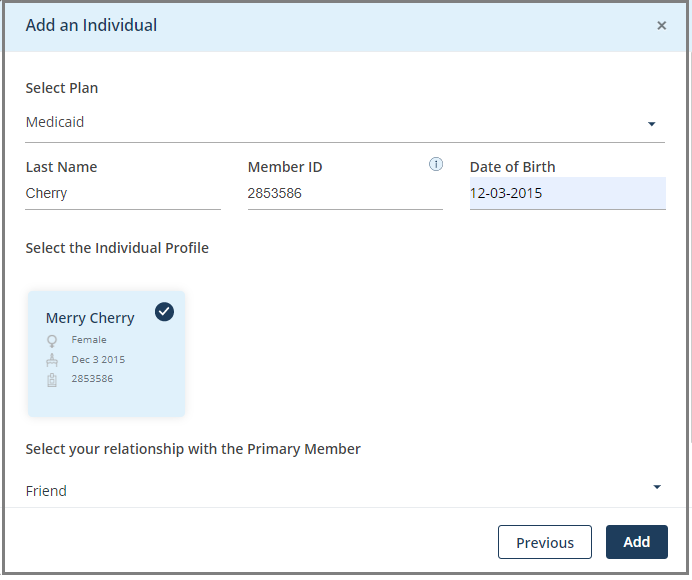 Add an Individual
Select Plan
Medicaid
Last Name Member ID Date of Birth
Cherry 2853586 12-03-2015
Select the Individual Profile
Merry Cherry
Female
Dec 3 2015
2853586
Select your relationship with the Primary Member
Friend
Previous Add